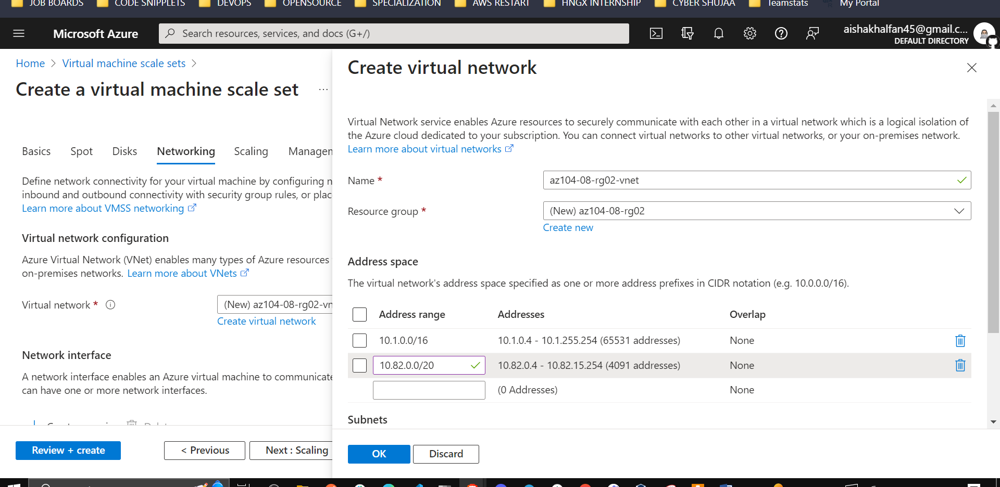 JOB BOARDS CODE SNIPPLETS DEVOPS OPENSOURCE SPECIALIZATION AWS RESTART HNGX INTERNSHIP CYBER SHUJAA Teamstats My Portal
Microsoft Azure Search resources, services, and docs (G+/) aishakhalfan45@gmail.c...
DEFAULT DIRECTORY
Home > Virtual machine scale sets >
Create a virtual machine scale set ...
Basics Spot Disks Networking Scaling Managen
Define network connectivity for your virtual machine by configuring n
inbound and outbound connectivity with security group rules, or plac
Learn more about VMSS networking
Virtual network configuration
Azure Virtual Network (VNet) enables many types of Azure resources
on-premises networks. Learn more about VNets
Virtual network *
(New) az104-08-rg02-vn
Create virtual network
Network interface
A network interface enables an Azure virtual machine to communicate
can have one or more network interfaces.
Review + create
< Previous
Next : Scaling
Create virtual network
Virtual Network service enables Azure resources to securely communicate with each other in a virtual network which is a logical isolation of
the Azure cloud dedicated to your subscription. You can connect virtual networks to other virtual networks, or your on-premises network.
Learn more about virtual networks
Name * az104-08-rg02-vnet
Resource group * (New) az104-08-rg02
Create new
Address space
The virtual network's address space specified as one or more address prefixes in CIDR notation (e.g. 10.0.0.0/16).
Address range Addresses Overlap
10.1.0.0/16 10.1.0.4 - 10.1.255.254 (65531 addresses) None
10.82.0.0/20 10.82.0.4 - 10.82.15.254 (4091 addresses) None
(0 Addresses) None
Subnets
OK Discard